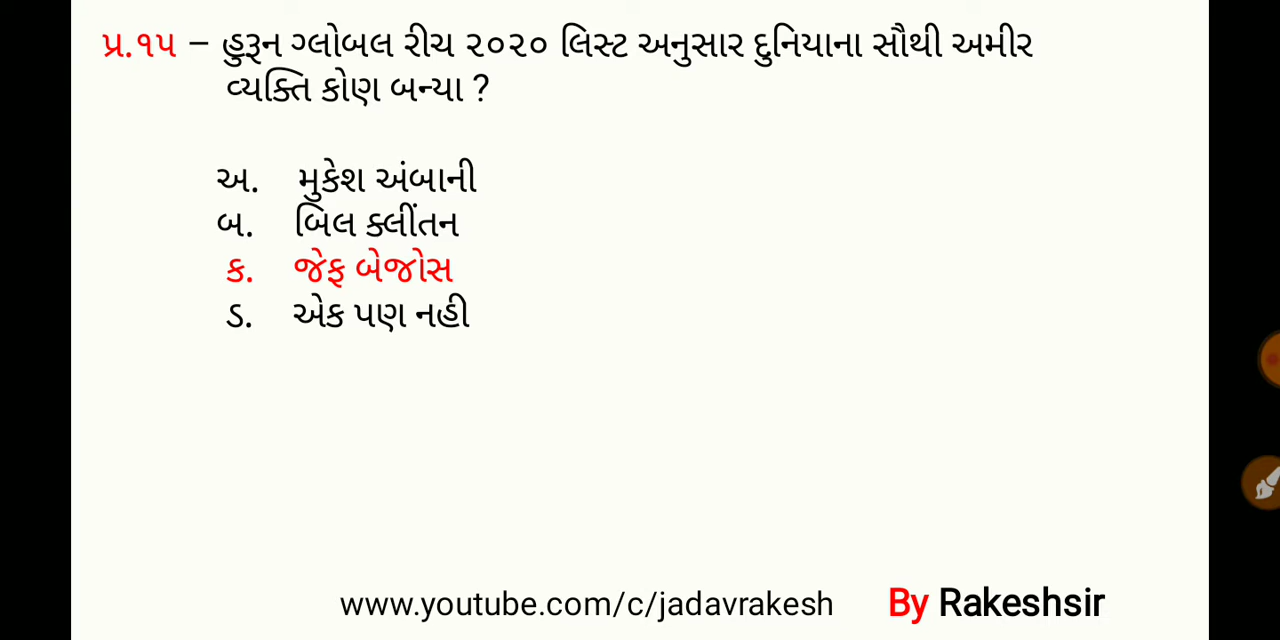 પ્ર.૧૫ – હુરૂન ગ્લોબલ રીચ ૨૦૨૦ લિસ્ટ અનુસાર દુનિયાના સૌથી અમીર
વ્યક્તિ કોણ બન્યા ?
અ. મુકેશ અંબાની
બ. બિલ ક્લીંતન
ક. જેફ બેજોસ
ડ. એક પણ નહી
www.youtube.com/c/jadavrakesh By Rakeshsir